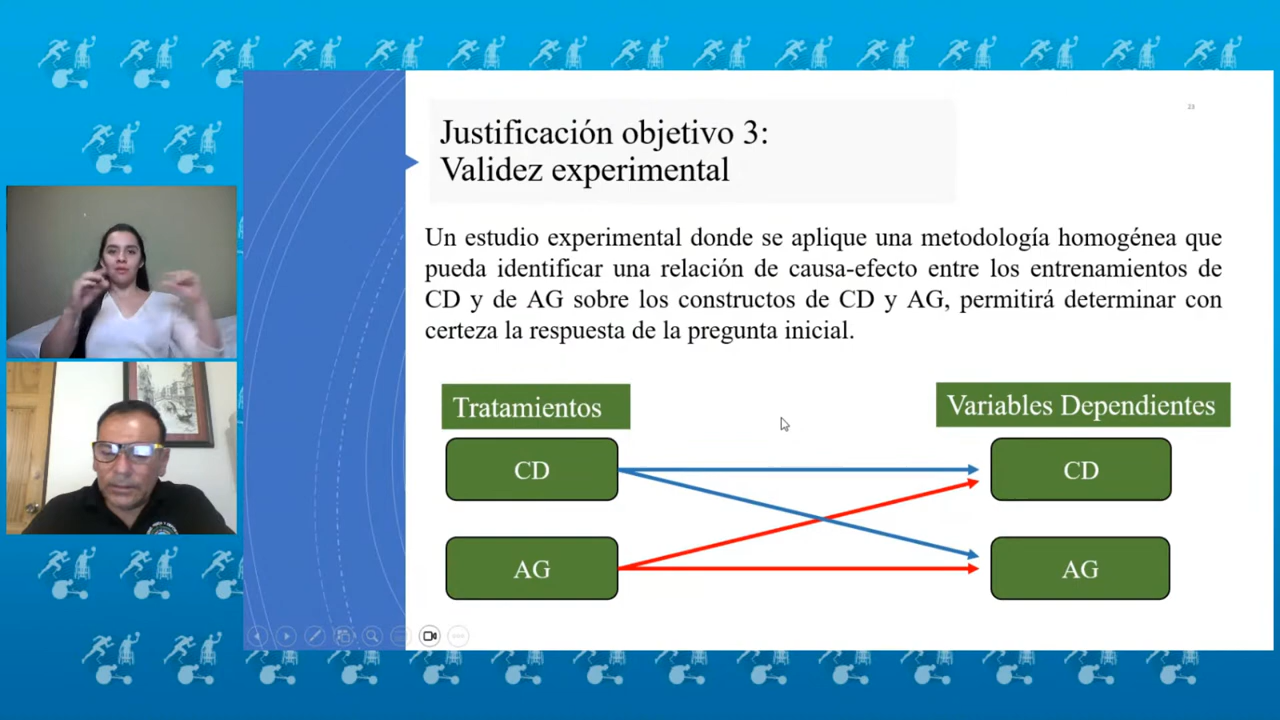 23
Justificación objetivo 3:
Validez experimental
Un estudio experimental donde se aplique una metodología homogénea que
pueda identificar una relación de causa-efecto entre los entrenamientos de
CD y de AG sobre los constructos de CD y AG, permitirá determinar con
certeza la respuesta de la pregunta inicial.
Tratamientos
Variables Dependientes
CD
CD
AG
AG